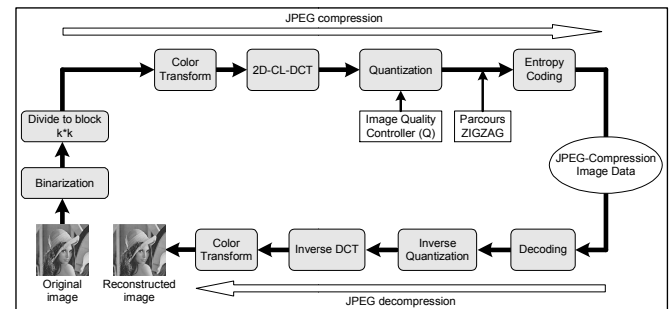 JPEG compression
Color
Transform
2D-CL-DCT
Quantization
Entropy
Coding
Divide to block
k*k
Image Quality
Controller (Q)
Parcours
ZIGZAG
JPEG-Compression
Image Data
Binarization
Color
Transform
Inverse DCT
Inverse
Quantization
Decoding
Original
image
Reconstructed
image
JPEG decompression